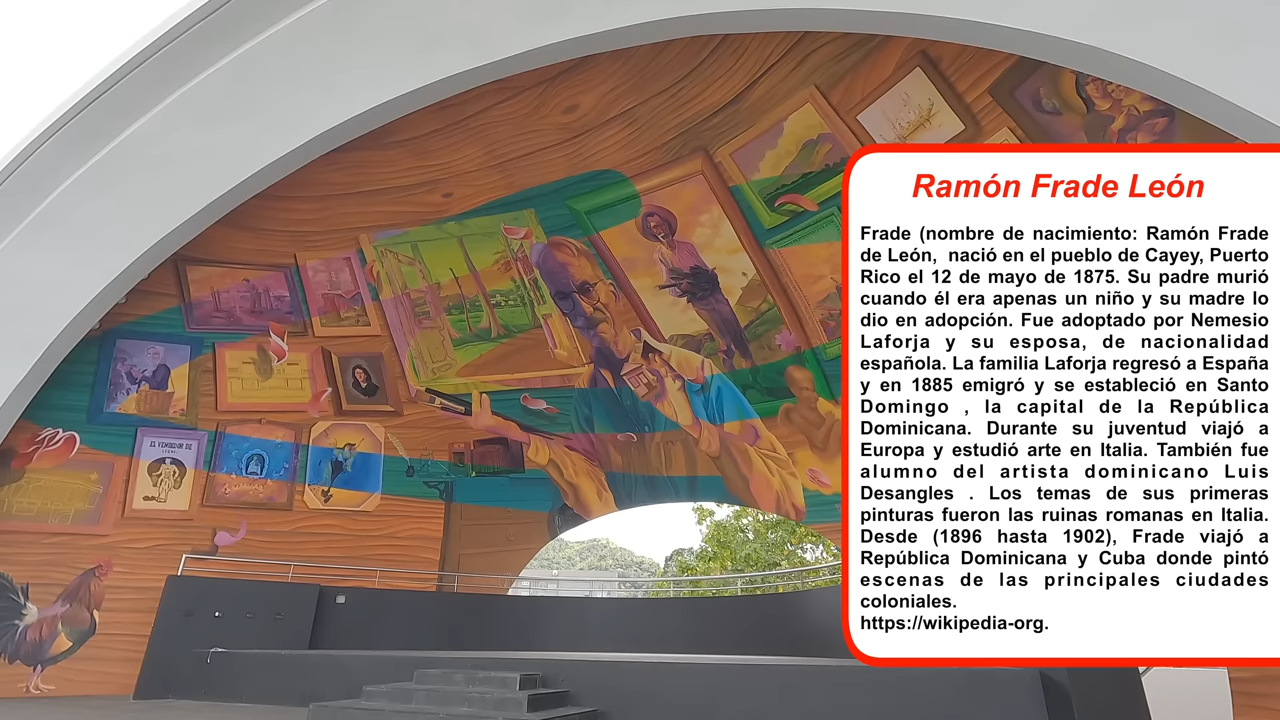 Ramón Frade León
Frade (nombre de nacimiento: Ramón Frade
de León, nació en el pueblo de Cayey, Puerto
Rico el 12 de mayo de 1875. Su padre murió
cuando él era apenas un niño y su madre lo
dio en adopción. Fue adoptado por Nemesio
Laforja y su esposa, de nacionalidad
española. La familia Laforja regresó a España
y en 1885 emigró y se estableció en Santo
Domingo , la capital de la República
Dominicana. Durante su juventud viajó a
Europa y estudió arte en Italia. También fue
alumno del artista dominicano Luis
Desangles . Los temas de sus primeras
pinturas fueron las ruinas romanas en Italia.
Desde (1896 hasta 1902), Frade viajó a
República Dominicana y Cuba donde pintó
escenas de las principales ciudades
coloniales.
https://wikipedia-org.
EL VENDEDOR DE